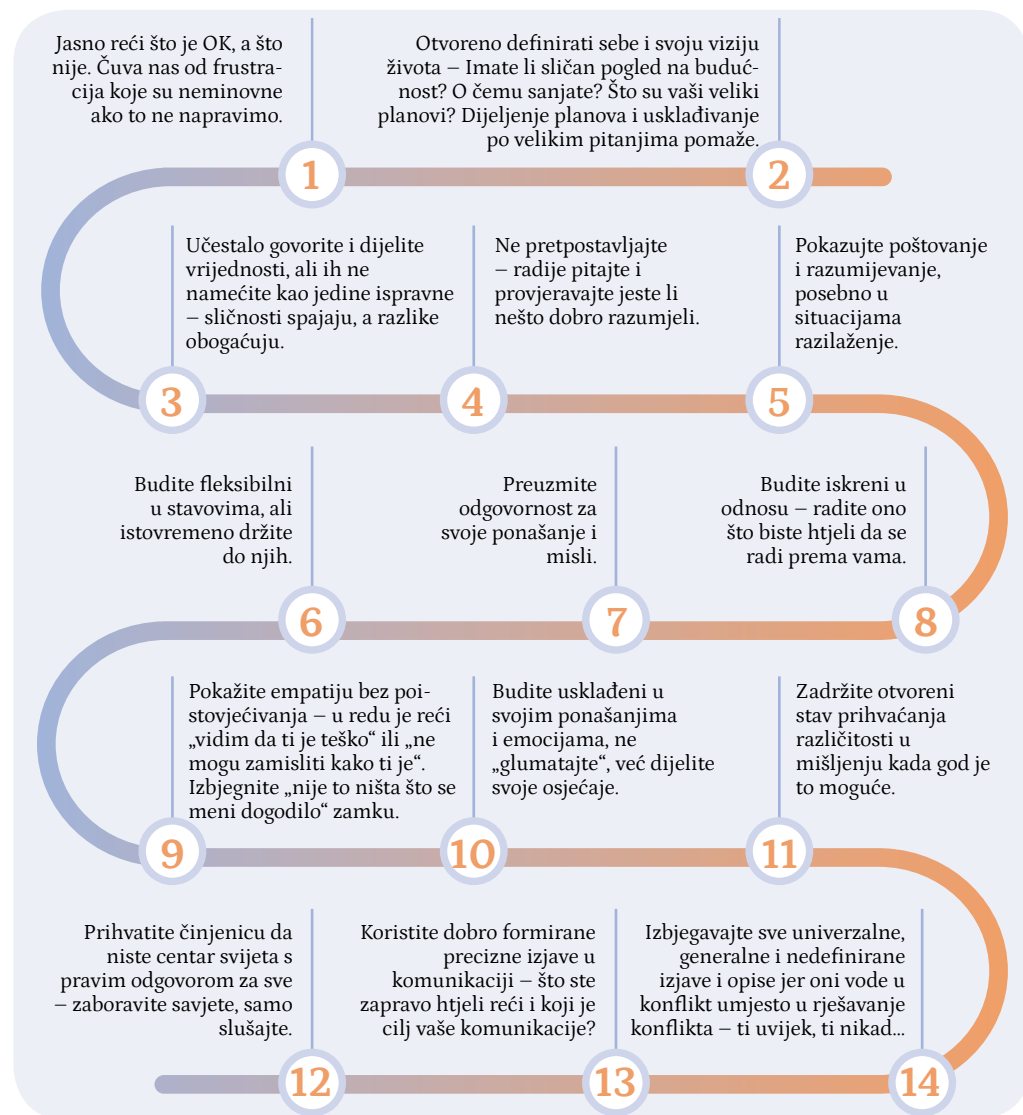 Jasno reći što je OK, a što
nije. Čuva nas od frustra-
cija koje su neminovne
ako to ne napravimo.
1
Otvoreno definirati sebe i svoju viziju
života – Imate li sličan pogled na buduć-
nost? O čemu sanjate? Što su vaši veliki
planovi? Dijeljenje planova i usklađivanje
po velikim pitanjima pomaže.
2
Učestalo govorite i dijelite
vrijednosti, ali ih ne
namećite kao jedine ispravne
– sličnosti spajaju, a razlike
obogaćuju.
3
Ne pretpostavljajte
– radije pitajte i
provjeravajte jeste li
nešto dobro razumjeli.
4
Pokazujte poštovanje
i razumijevanje,
posebno u
situacijama
razilaženje.
5
Budite fleksibilni
u stavovima, ali
istovremeno držite
do njih.
6
Preuzmite
odgovornost za
svoje ponašanje i
misli.
7
Budite iskreni u
odnosu – radite ono
što biste htjeli da se
radi prema vama.
8
Pokažite empatiju bez poi-
stovjećivanja – u redu je reći
„vidim da ti je teško“ ili „ne
mogu zamisliti kako ti je“.
Izbjegnite „nije to ništa što se
meni dogodilo“ zamku.
9
Budite usklađeni u
svojim ponašanjima
i emocijama, ne
„glumatajte“, već dijelite
svoje osjećaje.
10
Zadržite otvoreni
stav prihvaćanja
različitosti u
mišljenju kada god je
to moguće.
11
Prihvatite činjenicu da
niste centar svijeta s
pravim odgovorom za sve
– zaboravite savjete, samo
slušajte.
12
Koristite dobro formirane
precizne izjave u
komunikaciji – što ste
zapravo htjeli reći i koji je
cilj vaše komunikacije?
13
Izbjegavajte sve univerzalne,
generalne i nedefinirane
izjave i opise jer oni vode u
konflikt umjesto u rješavanje
konflikta – ti uvijek, ti nikad...
14